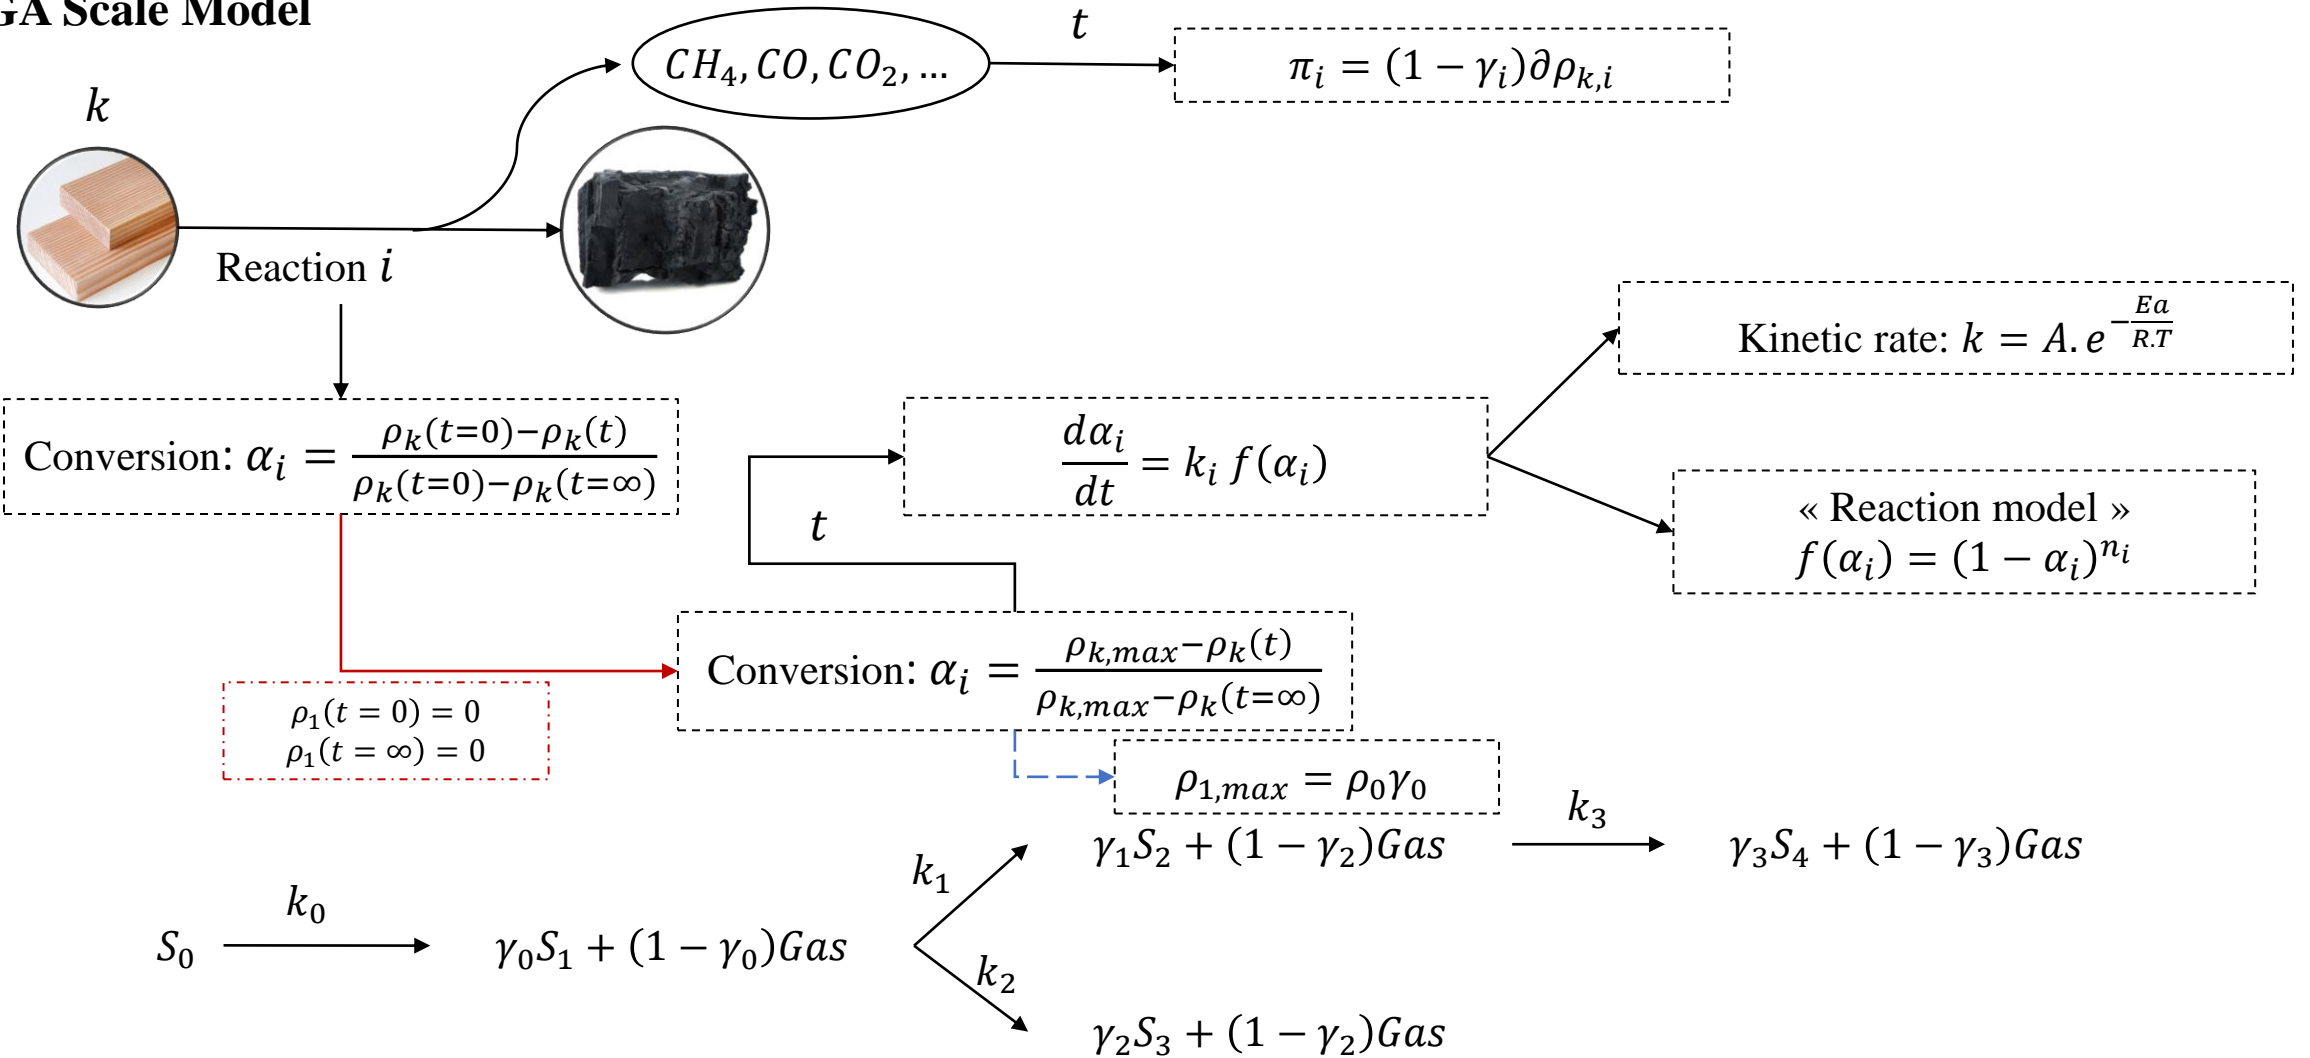 GA Scale Model
k
CH₄, CO, CO₂, …
t
πᵢ = (1 − γᵢ)∂ρₖ,ᵢ
Reaction i
Kinetic rate: k = A. e^(−Ea/R.T)
Conversion: αᵢ = (ρₖ(t=0)−ρₖ(t))/(ρₖ(t=0)−ρₖ(t=∞))
dαᵢ/dt = kᵢ f(αᵢ)
« Reaction model »
f(αᵢ) = (1 − αᵢ)^(nᵢ)
t
Conversion: αᵢ = (ρₖ,ₘₐₓ−ρₖ(t))/(ρₖ,ₘₐₓ−ρₖ(t=∞))
ρ₁(t = 0) = 0
ρ₁(t = ∞) = 0
ρ₁,ₘₐₓ = ρ₀γ₀
k₃
k₁
γ₁S₂ + (1 − γ₂)Gas
γ₃S₄ + (1 − γ₃)Gas
k₀
S₀
γ₀S₁ + (1 − γ₀)Gas
k₂
γ₂S₃ + (1 − γ₂)Gas